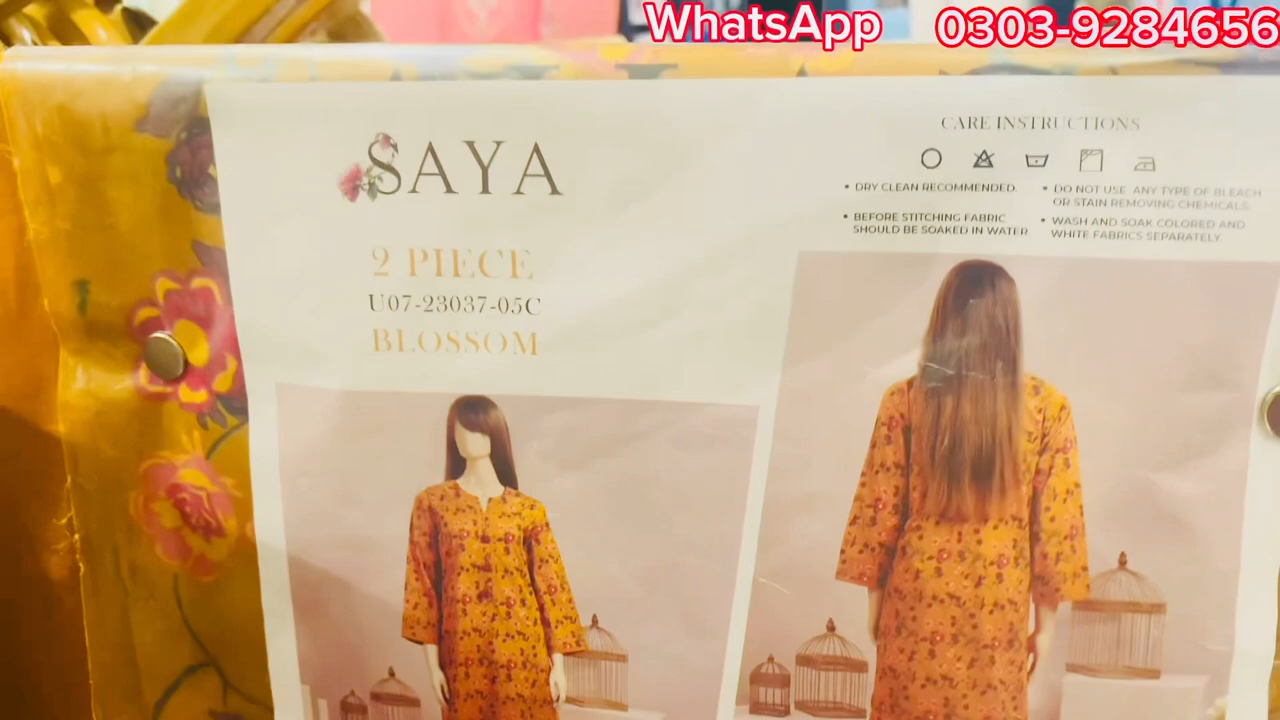 WhatsApp 0303-9284656
SAYA
2 PIECE
U07-23037-05C
BLOSSOM
CARE INSTRUCTIONS
• DRY CLEAN RECOMMENDED.
• BEFORE STITCHING FABRIC
SHOULD BE SOAKED IN WATER
• DO NOT USE ANY TYPE OF BLEACH
OR STAIN REMOVING CHEMICALS.
• WASH AND SOAK COLORED AND
WHITE FABRICS SEPARATELY.